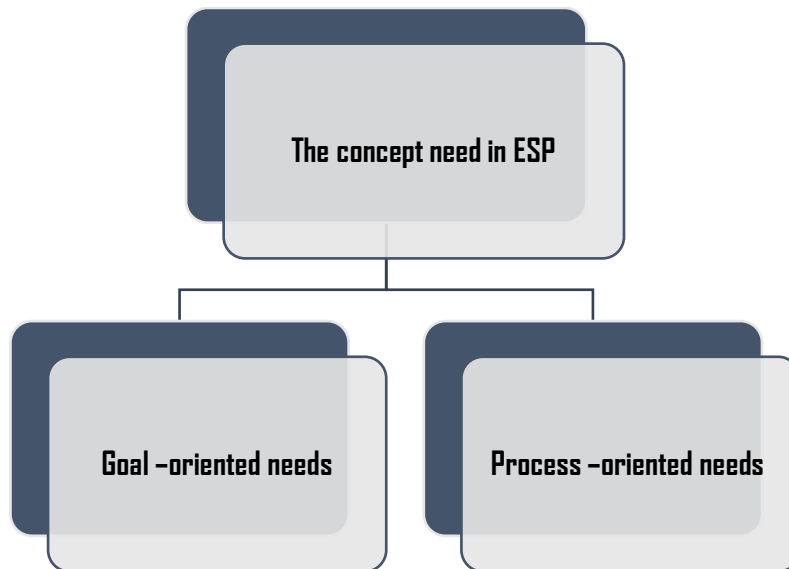 The concept need in ESP
Goal –oriented needs
Process –oriented needs